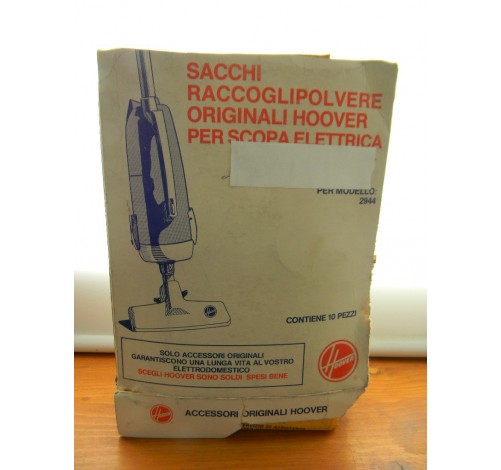 SACCHI
RACCOGLIPOLVERE
ORIGINALI HOOVER
PER SCOPA ELETTRICA
PER MODELLO:
2944
CONTIENE 10 PEZZI
SOLO ACCESSORI ORIGINALI
GARANTISCONO UNA LUNGA VITA AL VOSTRO
ELETTRODOMESTICO
SCEGLI HOOVER SONO SOLDI SPESI BENE
Hoover
Hoover
ACCESSORI ORIGINALI HOOVER